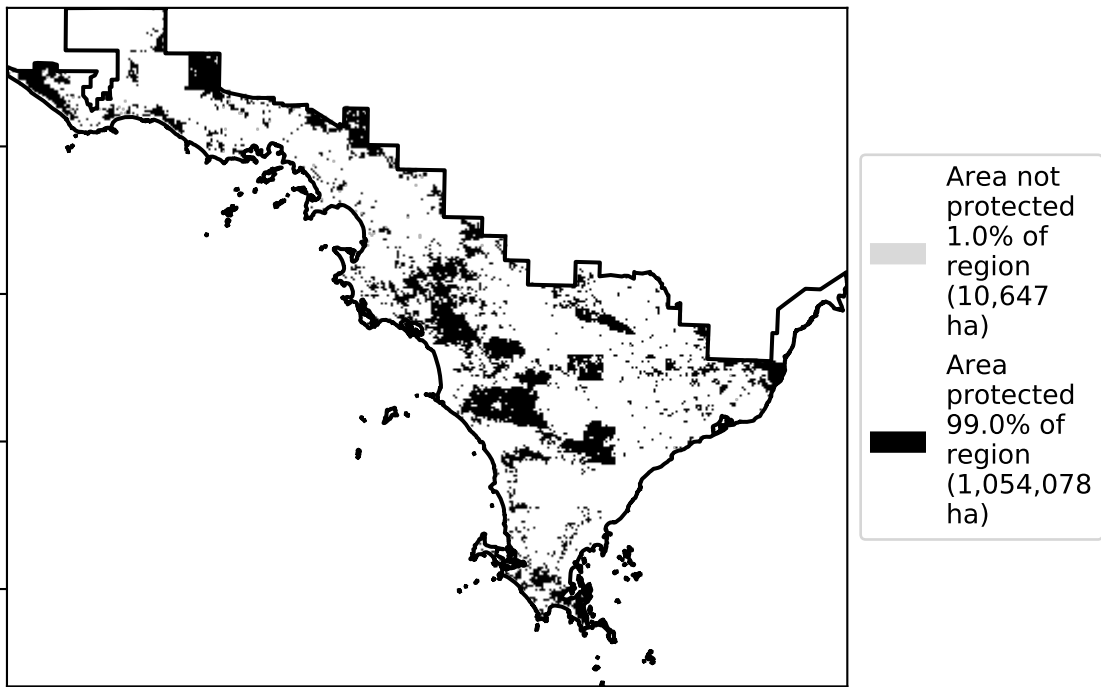 Area not
protected
1.0% of
region
(10,647
ha)
Area
protected
99.0% of
region
(1,054,078
ha)